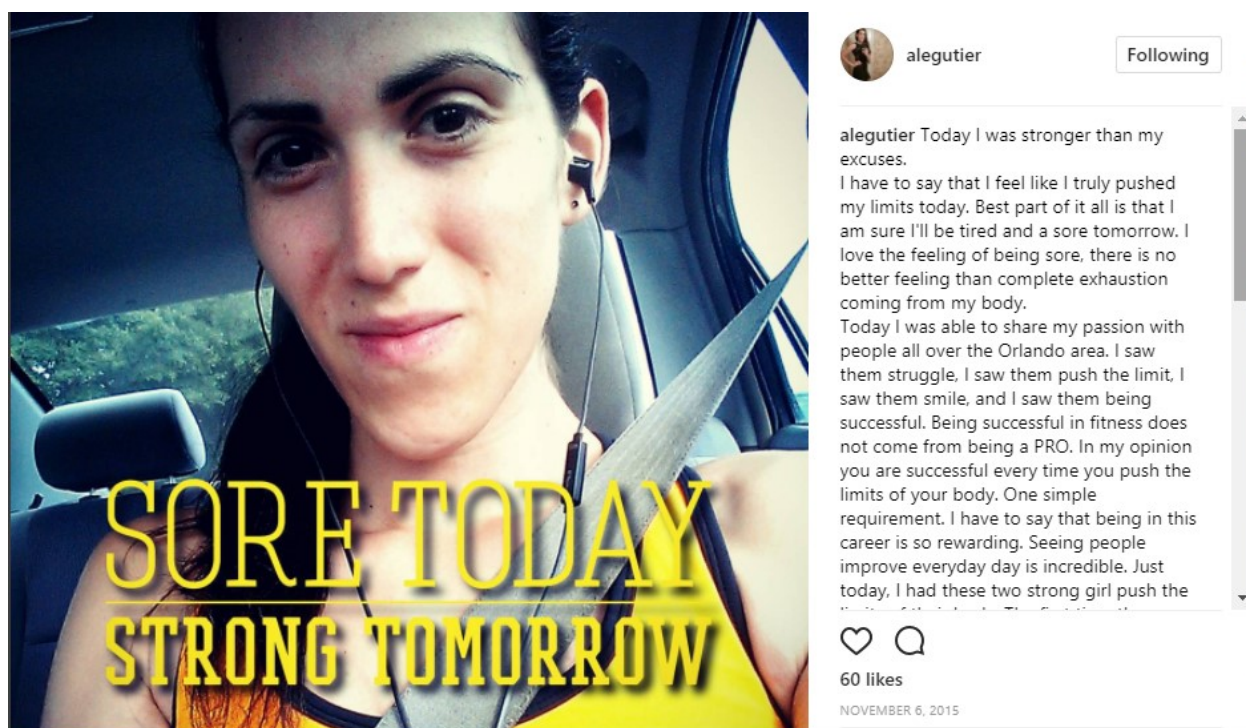 SORE TODAY
STRONG TOMORROW
alegutier
Following
alegutier Today I was stronger than my
excuses.
I have to say that I feel like I truly pushed
my limits today. Best part of it all is that I
am sure I'll be tired and a sore tomorrow. I
love the feeling of being sore, there is no
better feeling than complete exhaustion
coming from my body.
Today I was able to share my passion with
people all over the Orlando area. I saw
them struggle, I saw them push the limit, I
saw them smile, and I saw them being
successful. Being successful in fitness does
not come from being a PRO. In my opinion
you are successful every time you push the
limits of your body. One simple
requirement. I have to say that being in this
career is so rewarding. Seeing people
improve everyday day is incredible. Just
today, I had these two strong girl push the
60 likes
NOVEMBER 6, 2015